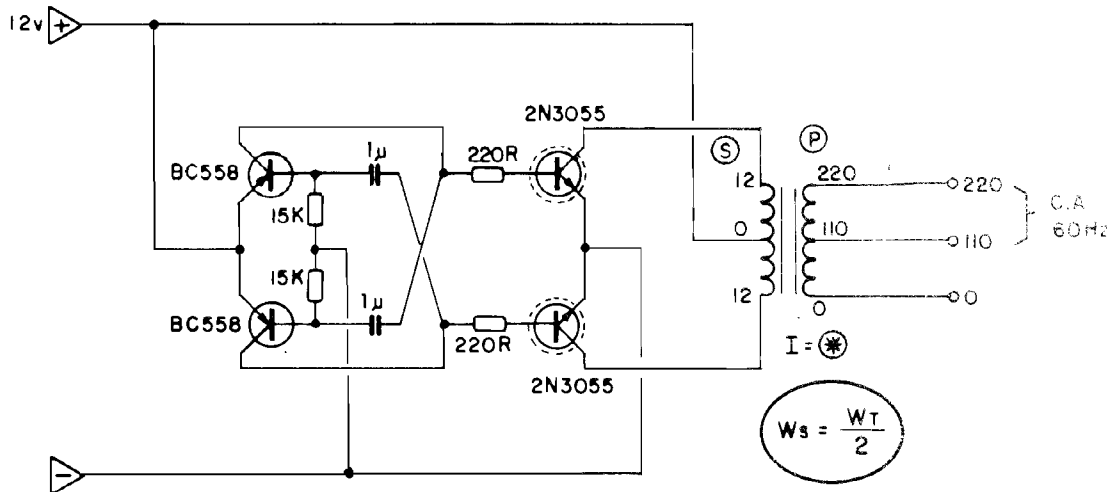 12v +
2N3055
BC558
1µ
220R
S
P
15K
12
220
220
0
110
110
C.A
60Hz
15K
12
0
0
BC558
1µ
220R
2N3055
I = ✱
Ws = WT
2
−